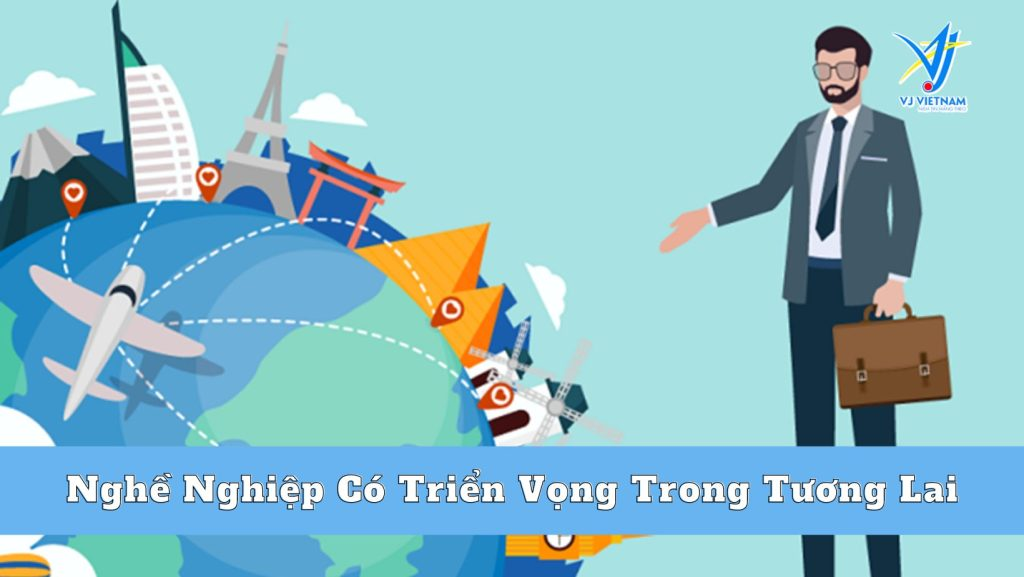 VJ VIETNAM
Nghề Nghiệp Có Triển Vọng Trong Tương Lai